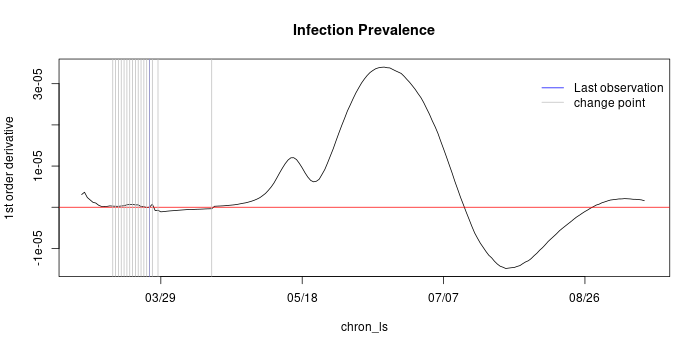 Infection Prevalence
1st order derivative
3e-05
1e-05
-1e-05
Last observation
change point
03/29
05/18
07/07
08/26
chron_ls